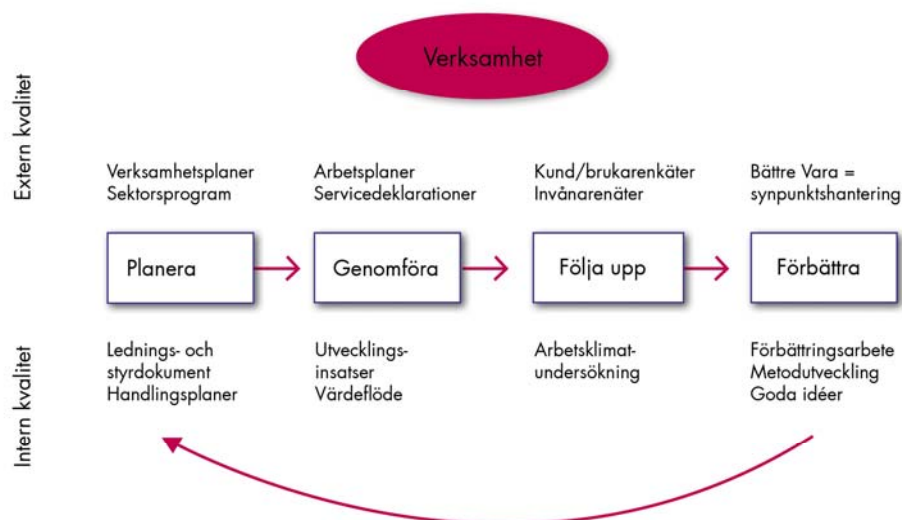 Verksamhet
Extern kvalitet
Verksamhetsplaner
Sektorsprogram
Arbetsplaner
Servicedeklarationer
Kund/brukarenkäter
Invånarenäter
Bättre Vara =
synpunktshantering
Planera
Genomföra
Följa upp
Förbättra
Intern kvalitet
Lednings- och
styrdokument
Handlingsplaner
Utvecklings-
insatser
Värdeflöde
Arbetsklimat-
undersökning
Förbättringsarbete
Metodutveckling
Goda idéer